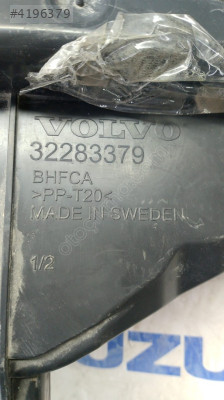 #4196379
VOLVO
32283379
BHFCA
>PP-T20<
MADE IN SWEDEN
1/2
UZU